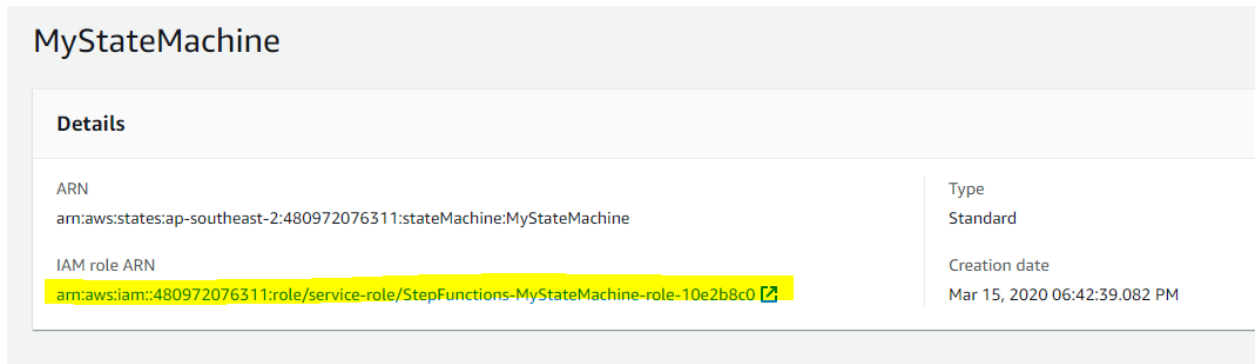 MyStateMachine
Details
ARN
arn:aws:states:ap-southeast-2:480972076311:stateMachine:MyStateMachine
Type
Standard
IAM role ARN
arn:aws:iam::480972076311:role/service-role/StepFunctions-MyStateMachine-role-10e2b8c0
Creation date
Mar 15, 2020 06:42:39.082 PM